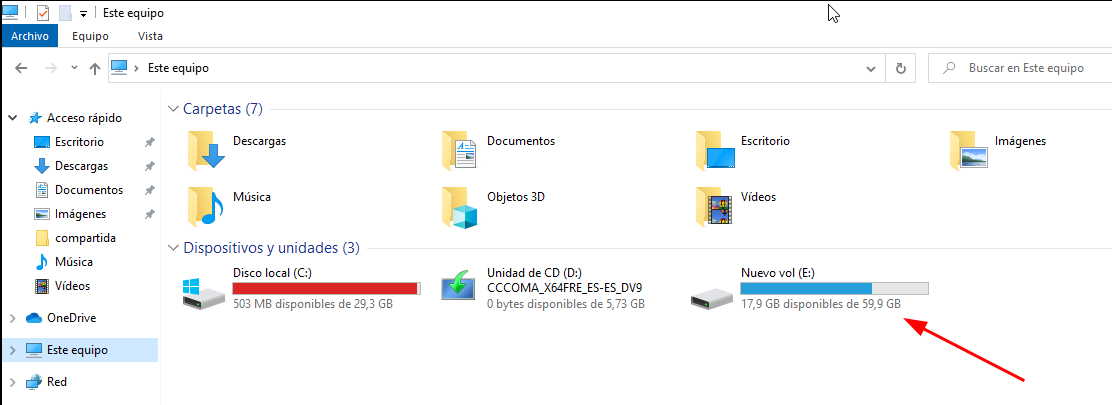 Este equipo
Archivo Equipo Vista
Este equipo
Buscar en Este equipo
Acceso rápido
Escritorio
Descargas
Documentos
Imágenes
compartida
Música
Vídeos
OneDrive
Este equipo
Red
Carpetas (7)
Descargas
Documentos
Escritorio
Imágenes
Música
Objetos 3D
Vídeos
Dispositivos y unidades (3)
Disco local (C:)
503 MB disponibles de 29,3 GB
Unidad de CD (D:)
CCCOMA_X64FRE_ES-ES_DV9
0 bytes disponibles de 5,73 GB
Nuevo vol (E:)
17,9 GB disponibles de 59,9 GB